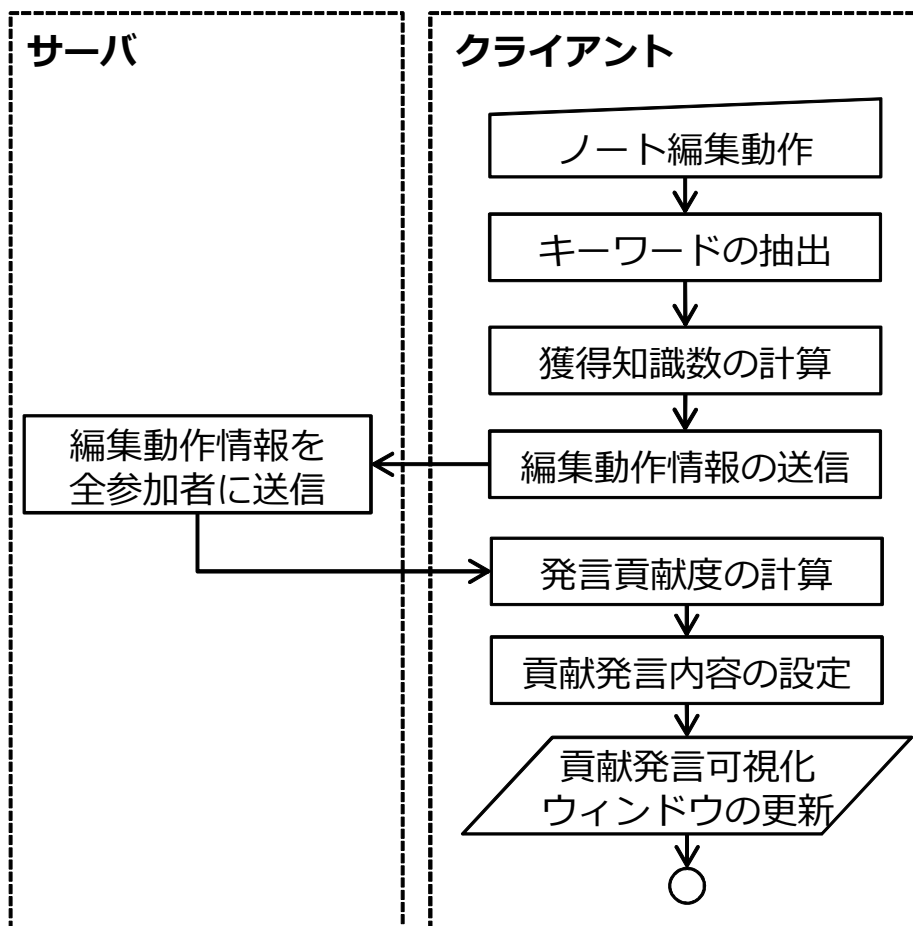 サーバ
クライアント
ノート編集動作
キーワードの抽出
獲得知識数の計算
編集動作情報の送信
編集動作情報を
全参加者に送信
発言貢献度の計算
貢献発言内容の設定
貢献発言可視化
ウィンドウの更新